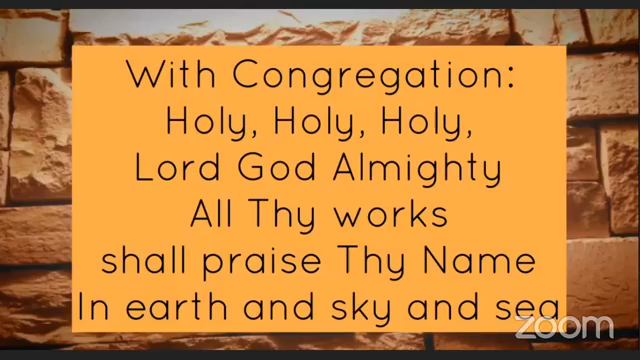 With Congregation:
Holy, Holy, Holy,
Lord God Almighty
All Thy works
shall praise Thy Name
In earth and sky and sea
zoom